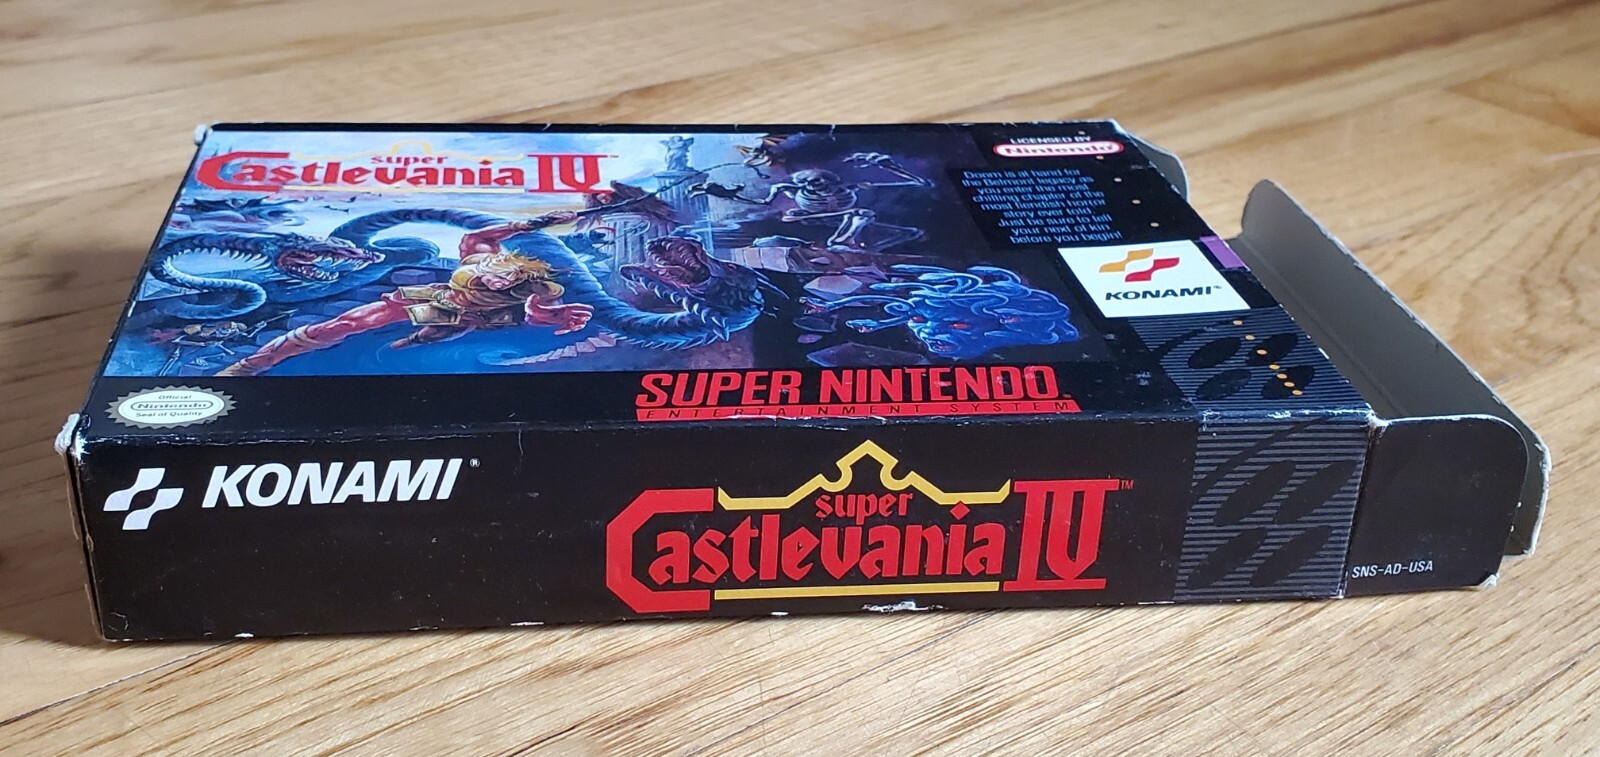 super
Castlevania IV™
LICENSED BY
Nintendo®
Doom is at hand for
the Belmont legacy as
you enter the most
chilling chapter of the
most fiendish horror
story ever told.
Just be sure to tell
your next of kin
before you begin!
KONAMI®
Official
Nintendo
Seal of Quality
SUPER NINTENDO®
ENTERTAINMENT SYSTEM
KONAMI®
super
Castlevania IV™
SNS-AD-USA